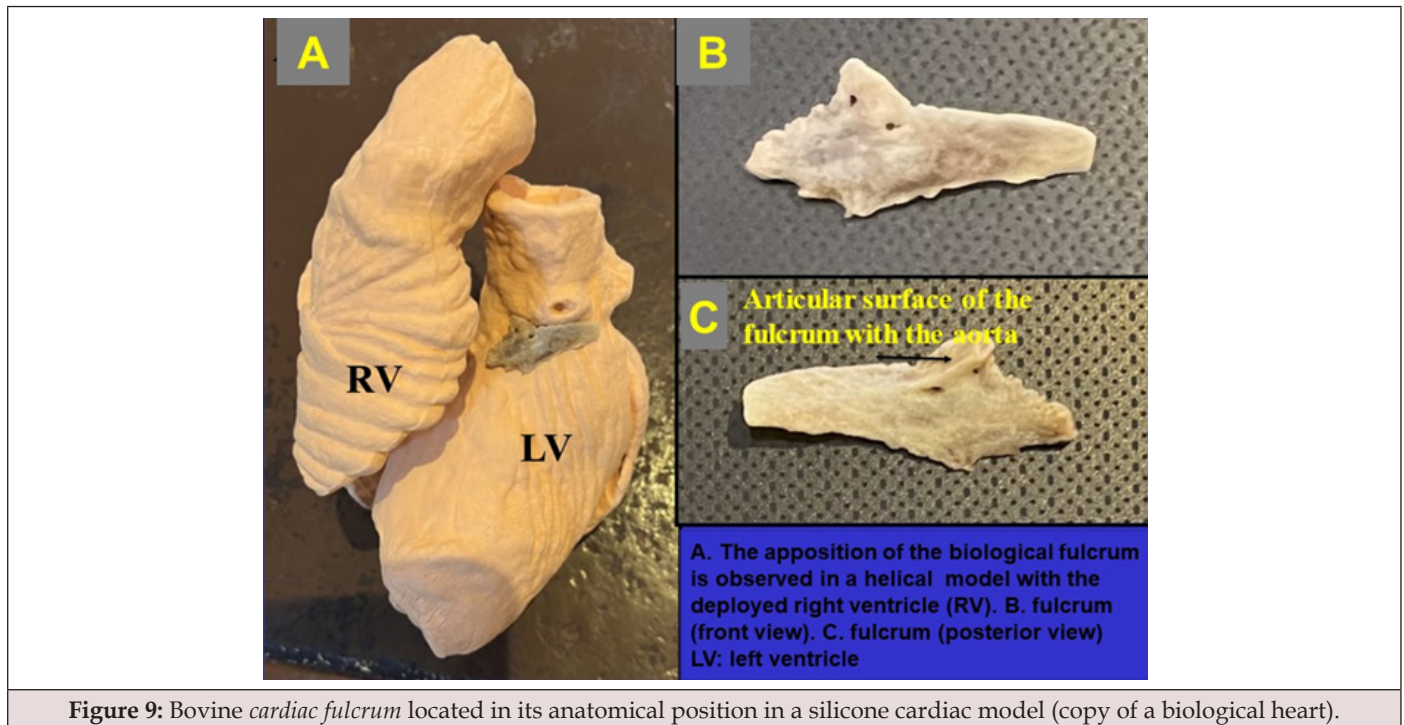 A
RV
LV
B
C
Articular surface of the
fulcrum with the aorta
A. The apposition of the biological fulcrum
is observed in a helical model with the
deployed right ventricle (RV). B. fulcrum
(front view). C. fulcrum (posterior view)
LV: left ventricle
Figure 9: Bovine cardiac fulcrum located in its anatomical position in a silicone cardiac model (copy of a biological heart).